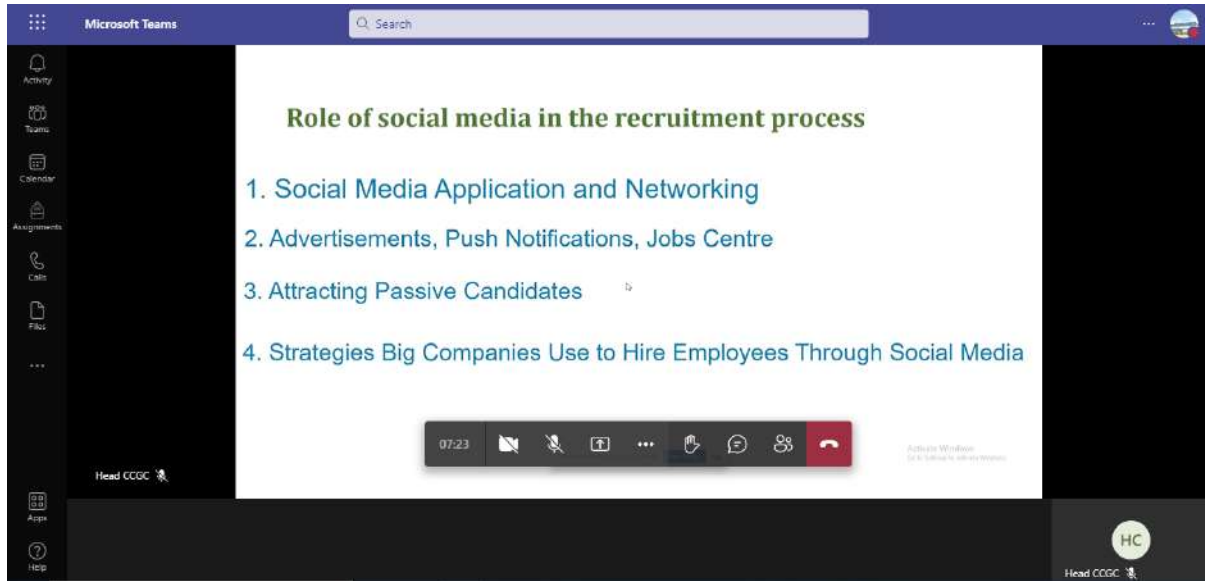 Microsoft Teams
Search
Activity
Teams
Calendar
Assignments
Calls
Files
Apps
Help
Role of social media in the recruitment process
1. Social Media Application and Networking
2. Advertisements, Push Notifications, Jobs Centre
3. Attracting Passive Candidates
4. Strategies Big Companies Use to Hire Employees Through Social Media
07:23
Activate Windows
Head CCGC
HC
Head CCGC